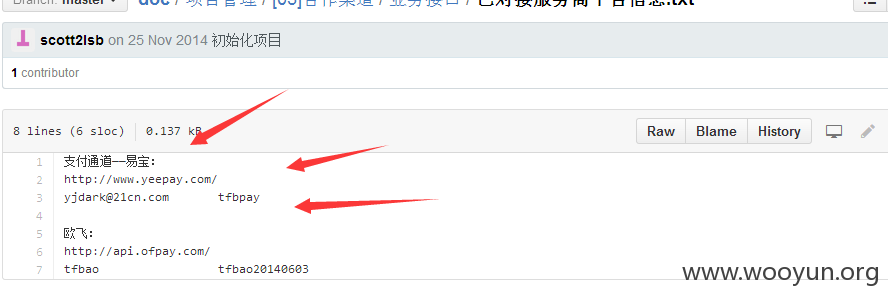 Branch: master doc / 项目管理 / [05]合作渠道 / 业务接口 / 已对接服务商平台信息.txt
scott2lsb on 25 Nov 2014 初始化项目
1 contributor
8 lines (6 sloc) 0.137 kB Raw Blame History
1 支付通道——易宝:
2 http://www.yeepay.com/
3 yjdark@21cn.com tfbpay
4
5 欧飞:
6 http://api.ofpay.com/
7 tfbao tfbao20140603
www.wooyun.org